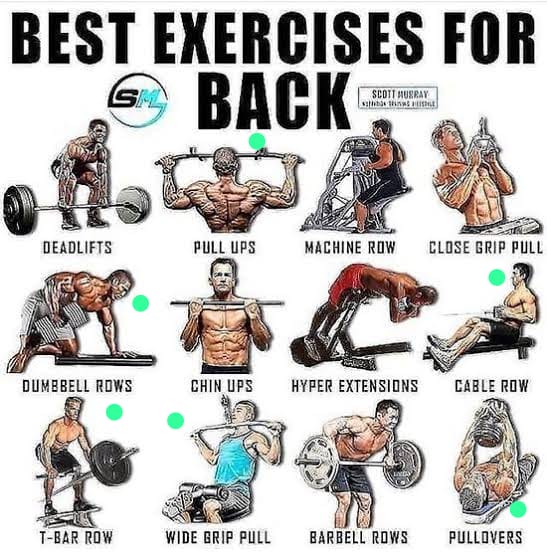 BEST EXERCISES FOR
BACK
SM
SCOTT MURRAY
NUTRITION TRAINING LIFESTYLE
DEADLIFTS
PULL UPS
MACHINE ROW
CLOSE GRIP PULL
DUMBBELL ROWS
CHIN UPS
HYPER EXTENSIONS
CABLE ROW
T-BAR ROW
WIDE GRIP PULL
BARBELL ROWS
PULLOVERS